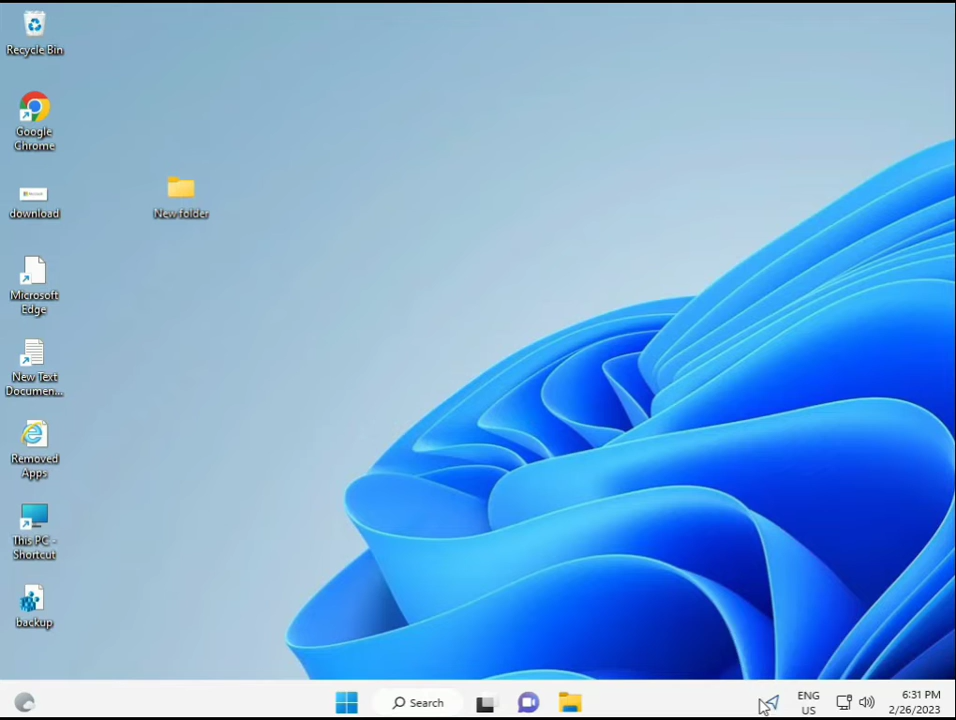 Recycle Bin
Google
Chrome
download
New folder
Microsoft
Edge
New Text
Documen...
Removed
Apps
This PC -
Shortcut
backup
Search
ENG
US
6:31 PM
2/26/2023